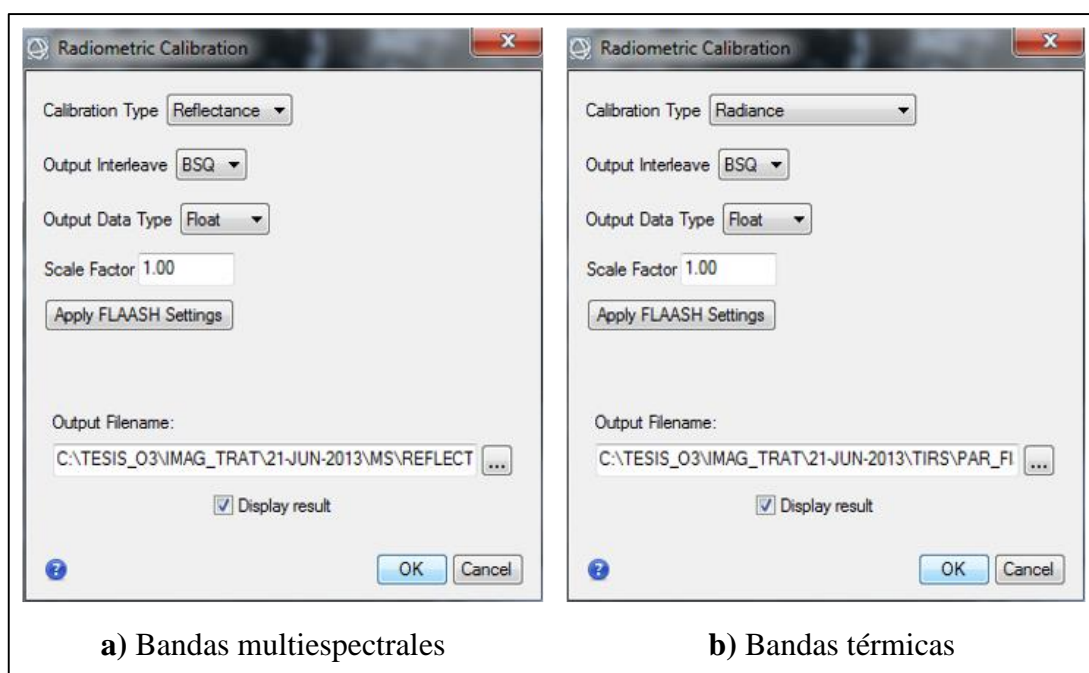 Radiometric Calibration
Calibration Type Reflectance
Output Interleave BSQ
Output Data Type Float
Scale Factor 1.00
Apply FLAASH Settings
Output Filename:
C:\TESIS_O3\IMAG_TRAT\21-JUN-2013\MS\REFLECT ...
Display result
? OK Cancel
a) Bandas multiespectrales
Radiometric Calibration
Calibration Type Radiance
Output Interleave BSQ
Output Data Type Float
Scale Factor 1.00
Apply FLAASH Settings
Output Filename:
C:\TESIS_O3\IMAG_TRAT\21-JUN-2013\TIRS\PAR_FI ...
Display result
? OK Cancel
b) Bandas térmicas